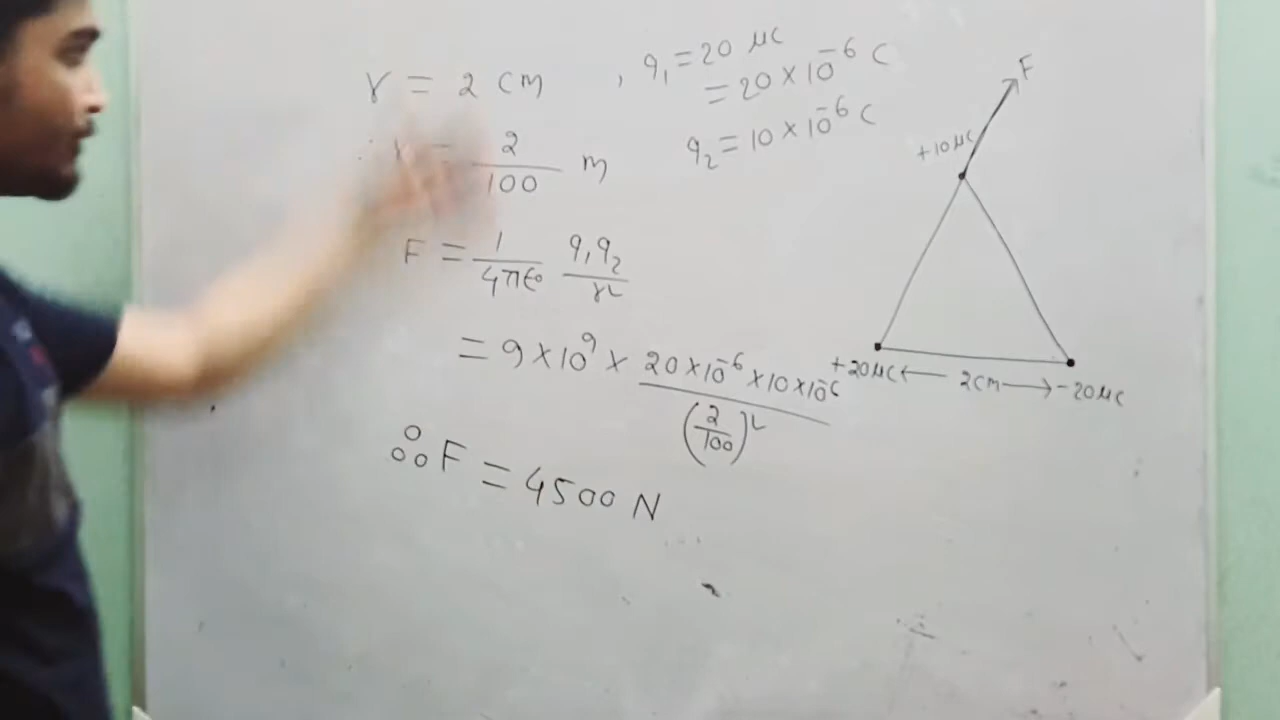 r = 2 cm , q₁ = 20 μC
= 20 × 10⁻⁶ C
∴ r = 2/100 m
q₂ = 10 × 10⁻⁶ C
F = 1/4πϵ₀ q₁q₂/r²
= 9 × 10⁹ × 20 × 10⁻⁶ × 10 × 10⁻⁶/(2/100)²
∴ F = 4500 N
F
+10μC
+20μC ← 2cm → -20μC